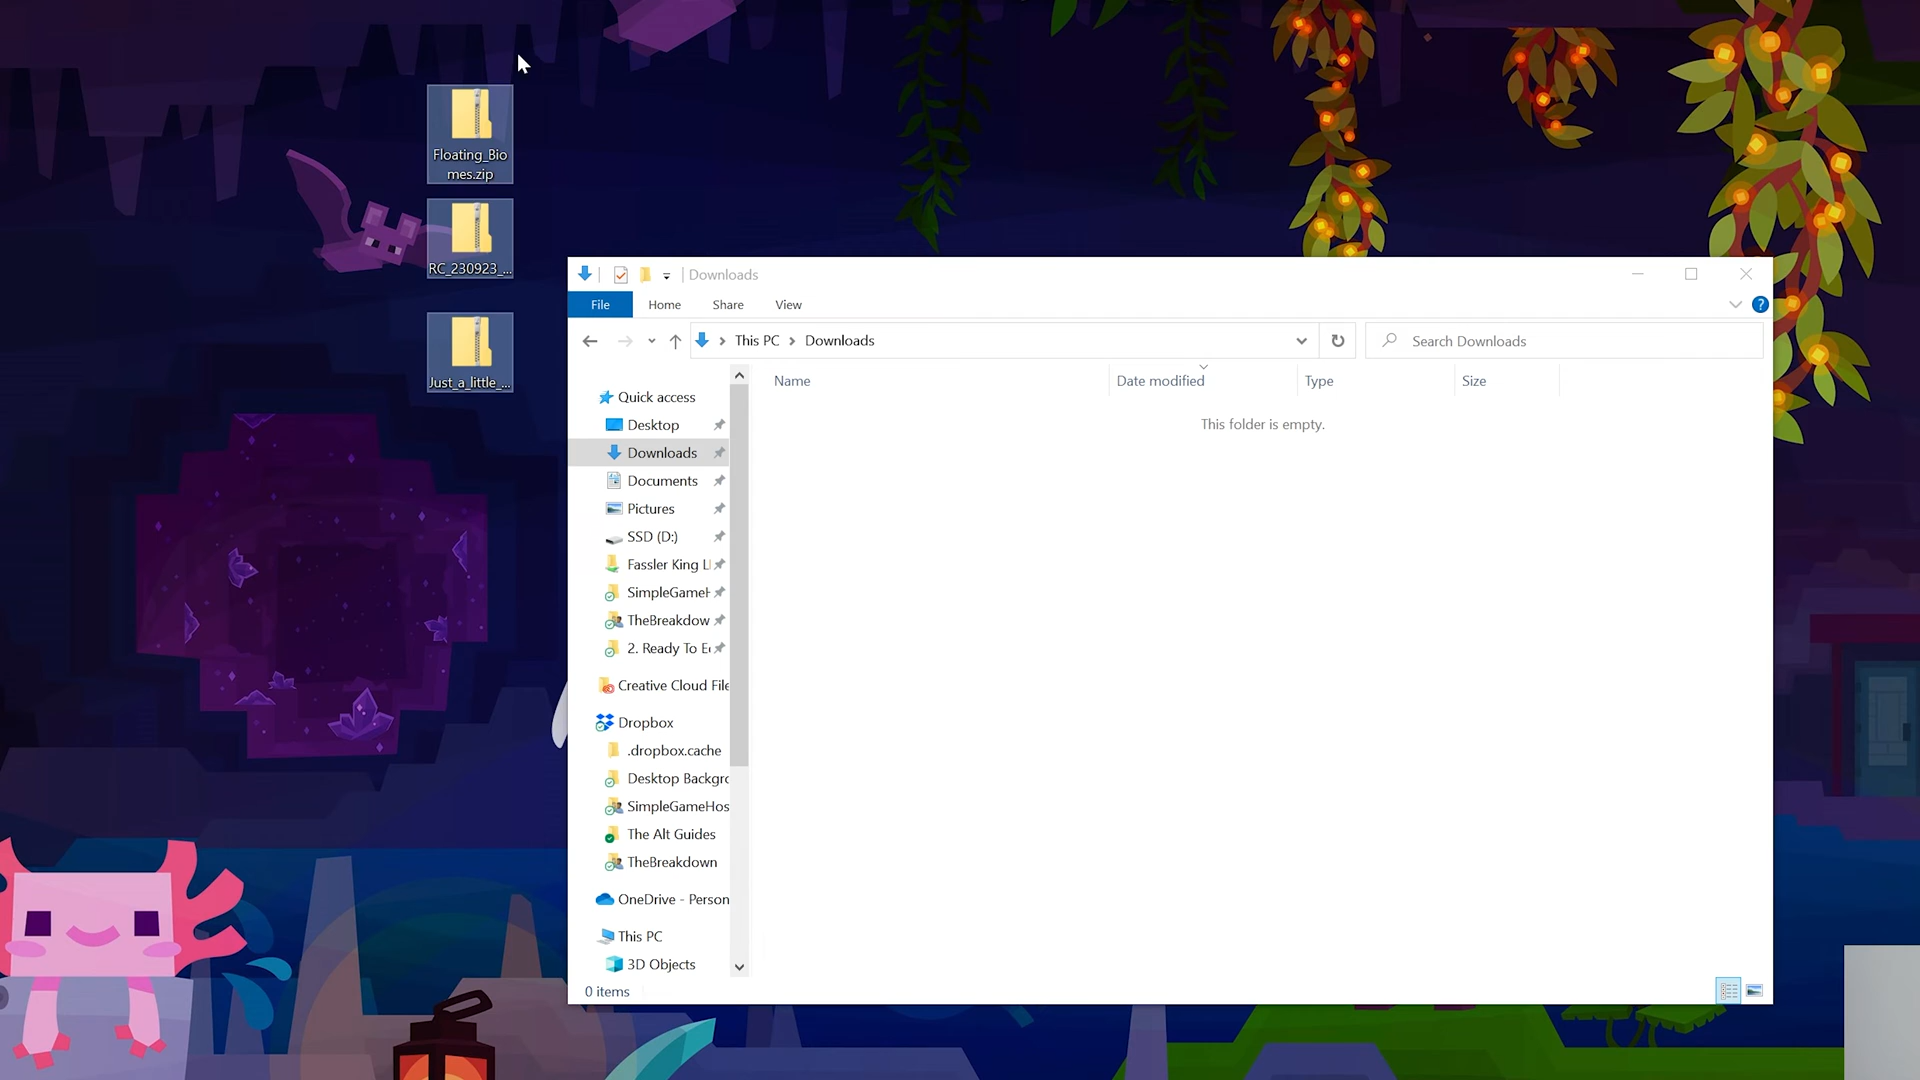 Floating_Bio
mes.zip
RC_230923_...
Just_a_little_...
Downloads
File Home Share View
This PC Downloads
Search Downloads
Name Date modified Type Size
This folder is empty.
Quick access
Desktop
Downloads
Documents
Pictures
SSD (D:)
Fassler King Ll
SimpleGameH
TheBreakdow
2. Ready To Ed
Creative Cloud File
Dropbox
.dropbox.cache
Desktop Backgro
SimpleGameHos
The Alt Guides
TheBreakdown
OneDrive - Person
This PC
3D Objects
0 items